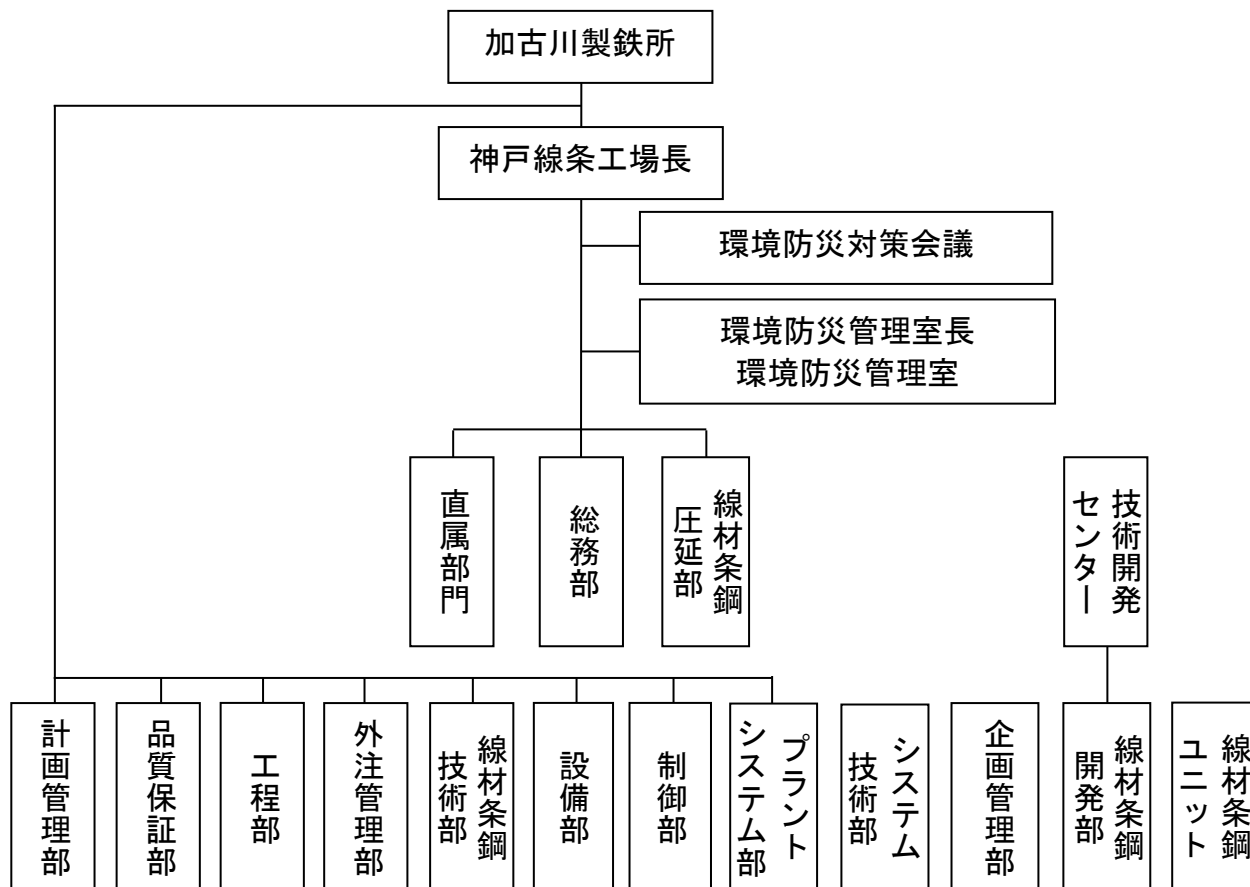 加古川製鉄所
神戸線条工場長
環境防災対策会議
環境防災管理室長
環境防災管理室
直属部門
総務部
線材条鋼
圧延部
技術開発
センター
計画管理部
品質保証部
工程部
外注管理部
線材条鋼
技術部
設備部
制御部
プラント
システム部
システム
技術部
企画管理部
線材条鋼
開発部
線材条鋼
ユニット